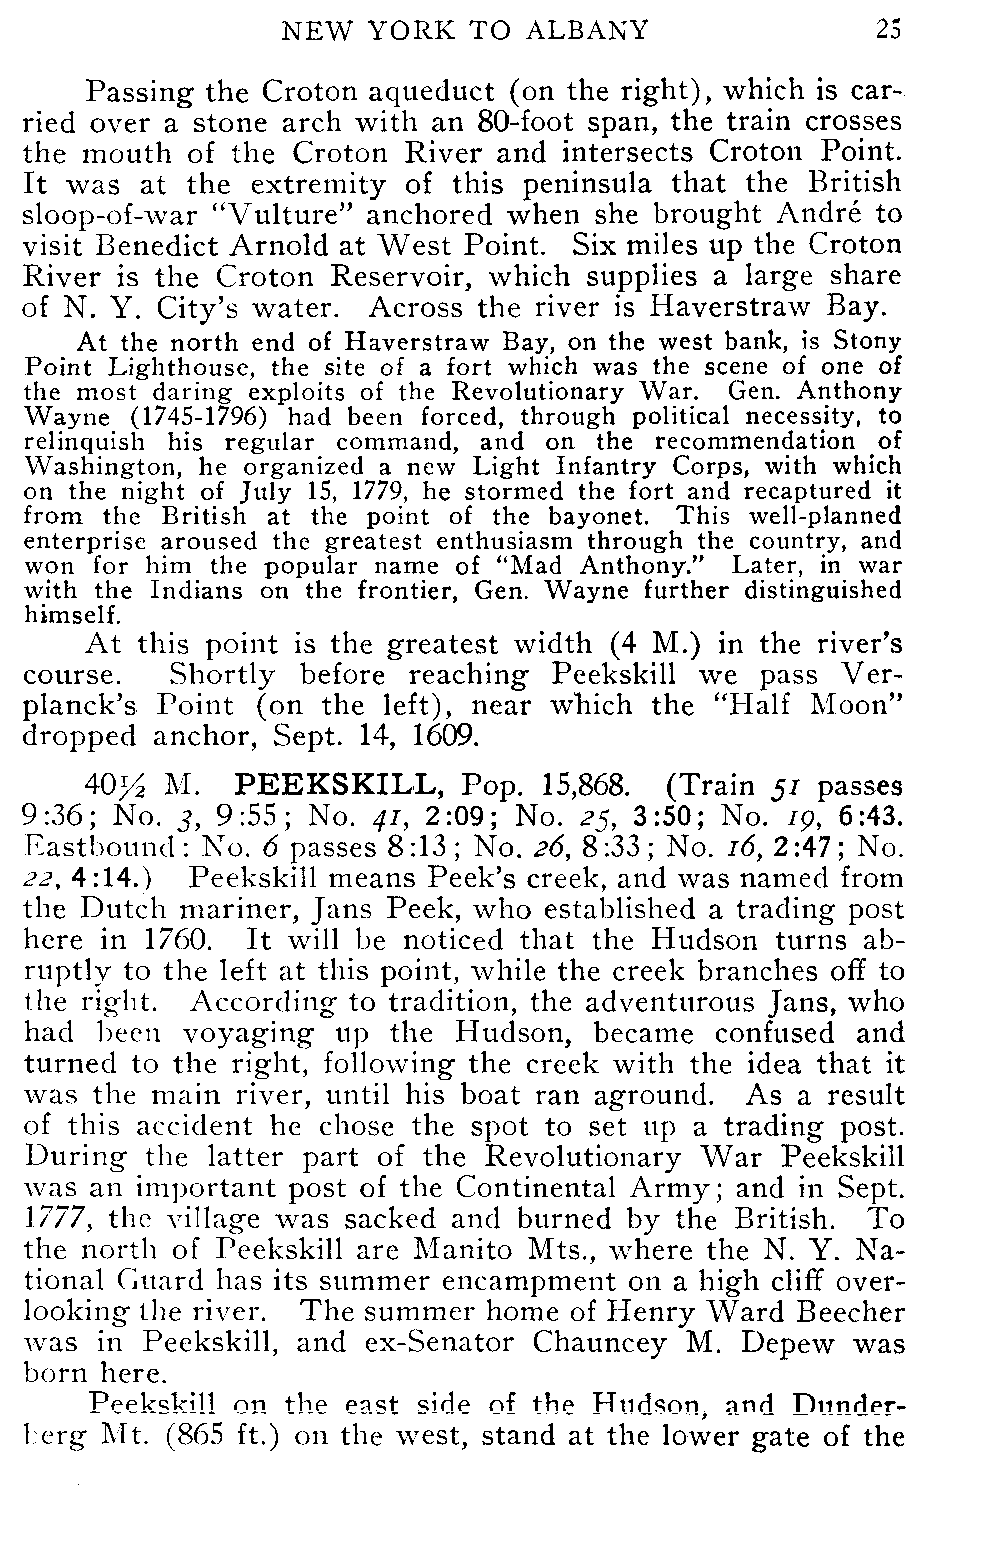 NEW YORK TO ALBANY 25
Passing the Croton aqueduct (on the right), which is car-
ried over a stone arch with an 80-foot span, the train crosses
the mouth of the Croton River and intersects Croton Point.
It was at the extremity of this peninsula that the British
sloop-of-war “Vulture” anchored when she brought André to
visit Benedict Arnold at West Point. Six miles up the Croton
River is the Croton Reservoir, which supplies a large share
of N. Y. City’s water. Across the river is Haverstraw Bay.
At the north end of Haverstraw Bay, on the west bank, is Stony
Point Lighthouse, the site of a fort which was the scene of one of
the most daring exploits of the Revolutionary War. Gen. Anthony
Wayne (1745-1796) had been forced, through political necessity, to
relinquish his regular command, and on the recommendation of
Washington, he organized a new Light Infantry Corps, with which
on the night of July 15, 1779, he stormed the fort and recaptured it
from the British at the point of the bayonet. This well-planned
enterprise aroused the greatest enthusiasm through the country, and
won for him the popular name of “Mad Anthony.” Later, in war
with the Indians on the frontier, Gen. Wayne further distinguished
himself.
At this point is the greatest width (4 M.) in the river’s
course. Shortly before reaching Peekskill we pass Ver-
planck’s Point (on the left), near which the “Half Moon”
dropped anchor, Sept. 14, 1609.
40½ M. PEEKSKILL, Pop. 15,868. (Train 51 passes
9:36; No. 3, 9:55; No. 41, 2:09; No. 25, 3:50; No. 19, 6:43.
Eastbound: No. 6 passes 8:13; No. 26, 8:33; No. 16, 2:47; No.
22, 4:14.) Peekskill means Peek’s creek, and was named from
the Dutch mariner, Jans Peek, who established a trading post
here in 1760. It will be noticed that the Hudson turns ab-
ruptly to the left at this point, while the creek branches off to
the right. According to tradition, the adventurous Jans, who
had been voyaging up the Hudson, became confused and
turned to the right, following the creek with the idea that it
was the main river, until his boat ran aground. As a result
of this accident he chose the spot to set up a trading post.
During the latter part of the Revolutionary War Peekskill
was an important post of the Continental Army; and in Sept.
1777, the village was sacked and burned by the British. To
the north of Peekskill are Manito Mts., where the N. Y. Na-
tional Guard has its summer encampment on a high cliff over-
looking the river. The summer home of Henry Ward Beecher
was in Peekskill, and ex-Senator Chauncey M. Depew was
born here.
Peekskill on the east side of the Hudson, and Dunder-
berg Mt. (865 ft.) on the west, stand at the lower gate of the